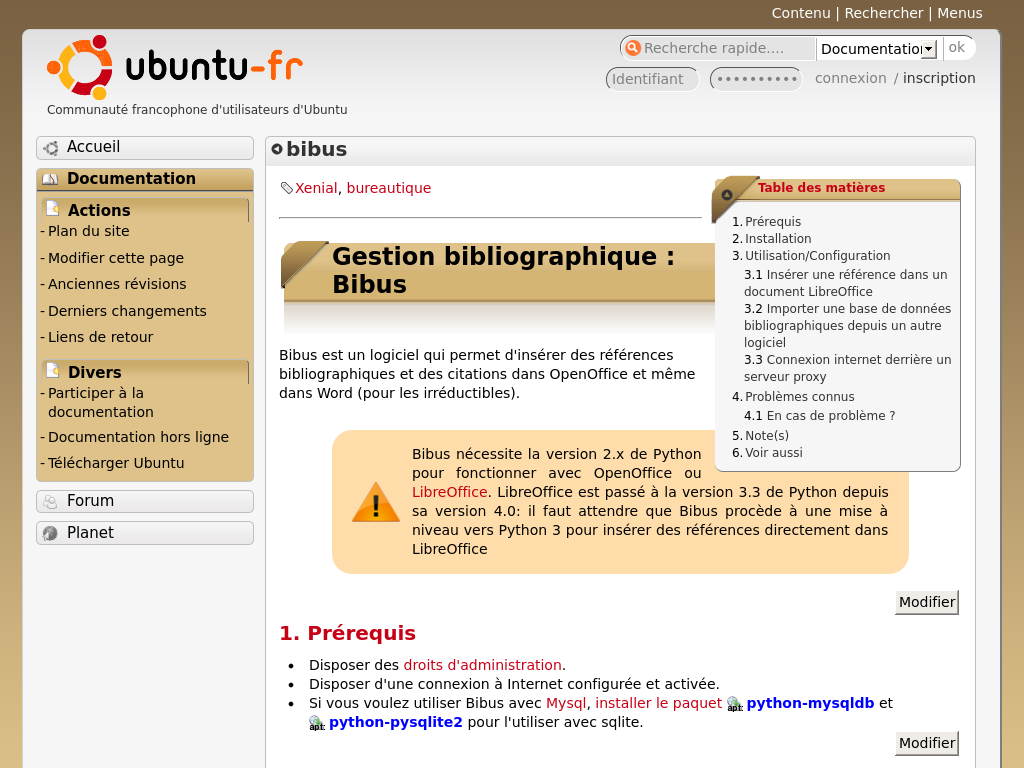 Contenu | Rechercher | Menus
ubuntu-fr
Communauté francophone d'utilisateurs d'Ubuntu
Recherche rapide.... Documentation ok
Identifiant •••••••••• connexion / inscription
Accueil
Documentation
Actions
- Plan du site
- Modifier cette page
- Anciennes révisions
- Derniers changements
- Liens de retour
Divers
- Participer à la
documentation
- Documentation hors ligne
- Télécharger Ubuntu
Forum
Planet
bibus
Xenial, bureautique
Table des matières
1. Prérequis
2. Installation
3. Utilisation/Configuration
3.1 Insérer une référence dans un
document LibreOffice
3.2 Importer une base de données
bibliographiques depuis un autre
logiciel
3.3 Connexion internet derrière un
serveur proxy
4. Problèmes connus
4.1 En cas de problème ?
5. Note(s)
6. Voir aussi
Gestion bibliographique :
Bibus
Bibus est un logiciel qui permet d'insérer des références
bibliographiques et des citations dans OpenOffice et même
dans Word (pour les irréductibles).
Bibus nécessite la version 2.x de Python
pour fonctionner avec OpenOffice ou
LibreOffice. LibreOffice est passé à la version 3.3 de Python depuis
sa version 4.0: il faut attendre que Bibus procède à une mise à
niveau vers Python 3 pour insérer des références directement dans
LibreOffice
Modifier
1. Prérequis
• Disposer des droits d'administration.
• Disposer d'une connexion à Internet configurée et activée.
• Si vous voulez utiliser Bibus avec Mysql, installer le paquet apt: python-mysqldb et
apt: python-pysqlite2 pour l'utiliser avec sqlite.
Modifier